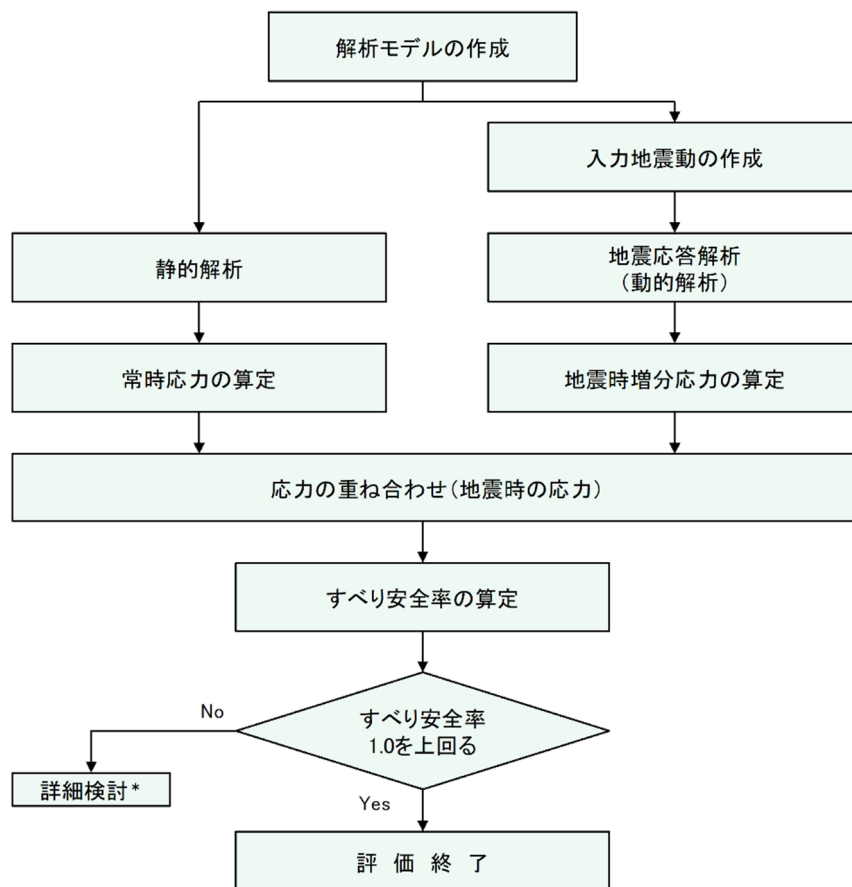 解析モデルの作成
入力地震動の作成
静的解析
地震応答解析
（動的解析）
常時応力の算定
地震時増分応力の算定
応力の重ね合わせ（地震時の応力）
すべり安全率の算定
すべり安全率
1.0を上回る
No
詳細検討*
Yes
評 価 終 了